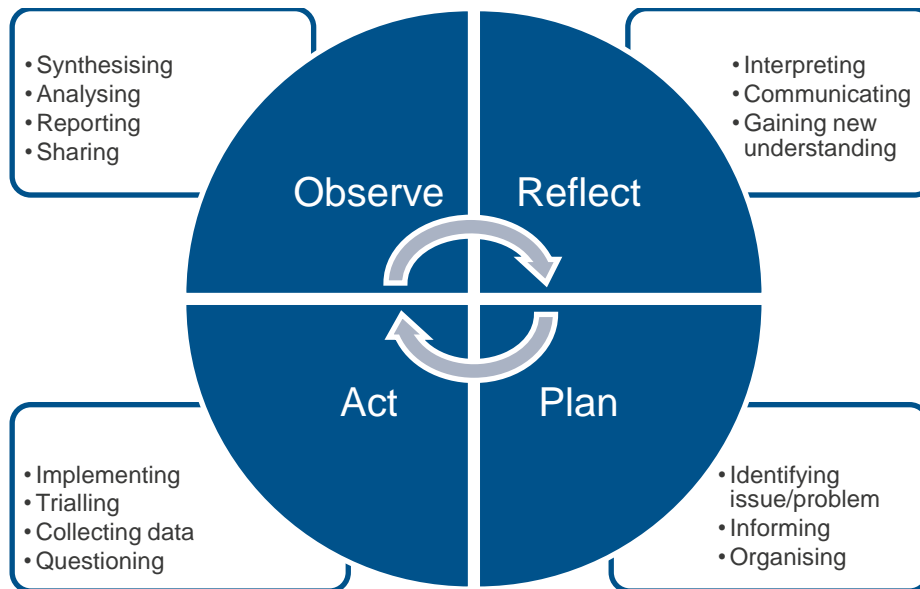 • Synthesising
• Analysing
• Reporting
• Sharing
• Interpreting
• Communicating
• Gaining new
understanding
Observe
Reflect
Act
Plan
• Implementing
• Trialling
• Collecting data
• Questioning
• Identifying
issue/problem
• Informing
• Organising